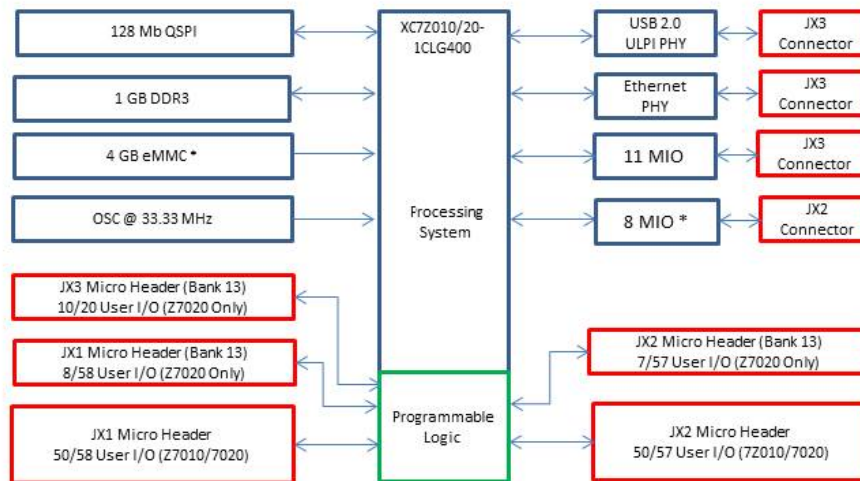 128 Mb QSPI
1 GB DDR3
4 GB eMMC *
OSC @ 33.33 MHz
JX3 Micro Header (Bank 13)
10/20 User I/O (Z7020 Only)
JX1 Micro Header (Bank 13)
8/58 User I/O (Z7020 Only)
JX1 Micro Header
50/58 User I/O (Z7010/7020)
XC7Z010/20-
1CLG400
Processing
System
Programmable
Logic
USB 2.0
ULPI PHY
JX3
Connector
Ethernet
PHY
JX3
Connector
11 MIO
JX3
Connector
8 MIO *
JX2
Connector
JX2 Micro Header (Bank 13)
7/57 User I/O (Z7020 Only)
JX2 Micro Header
50/57 User I/O (7Z010/7020)